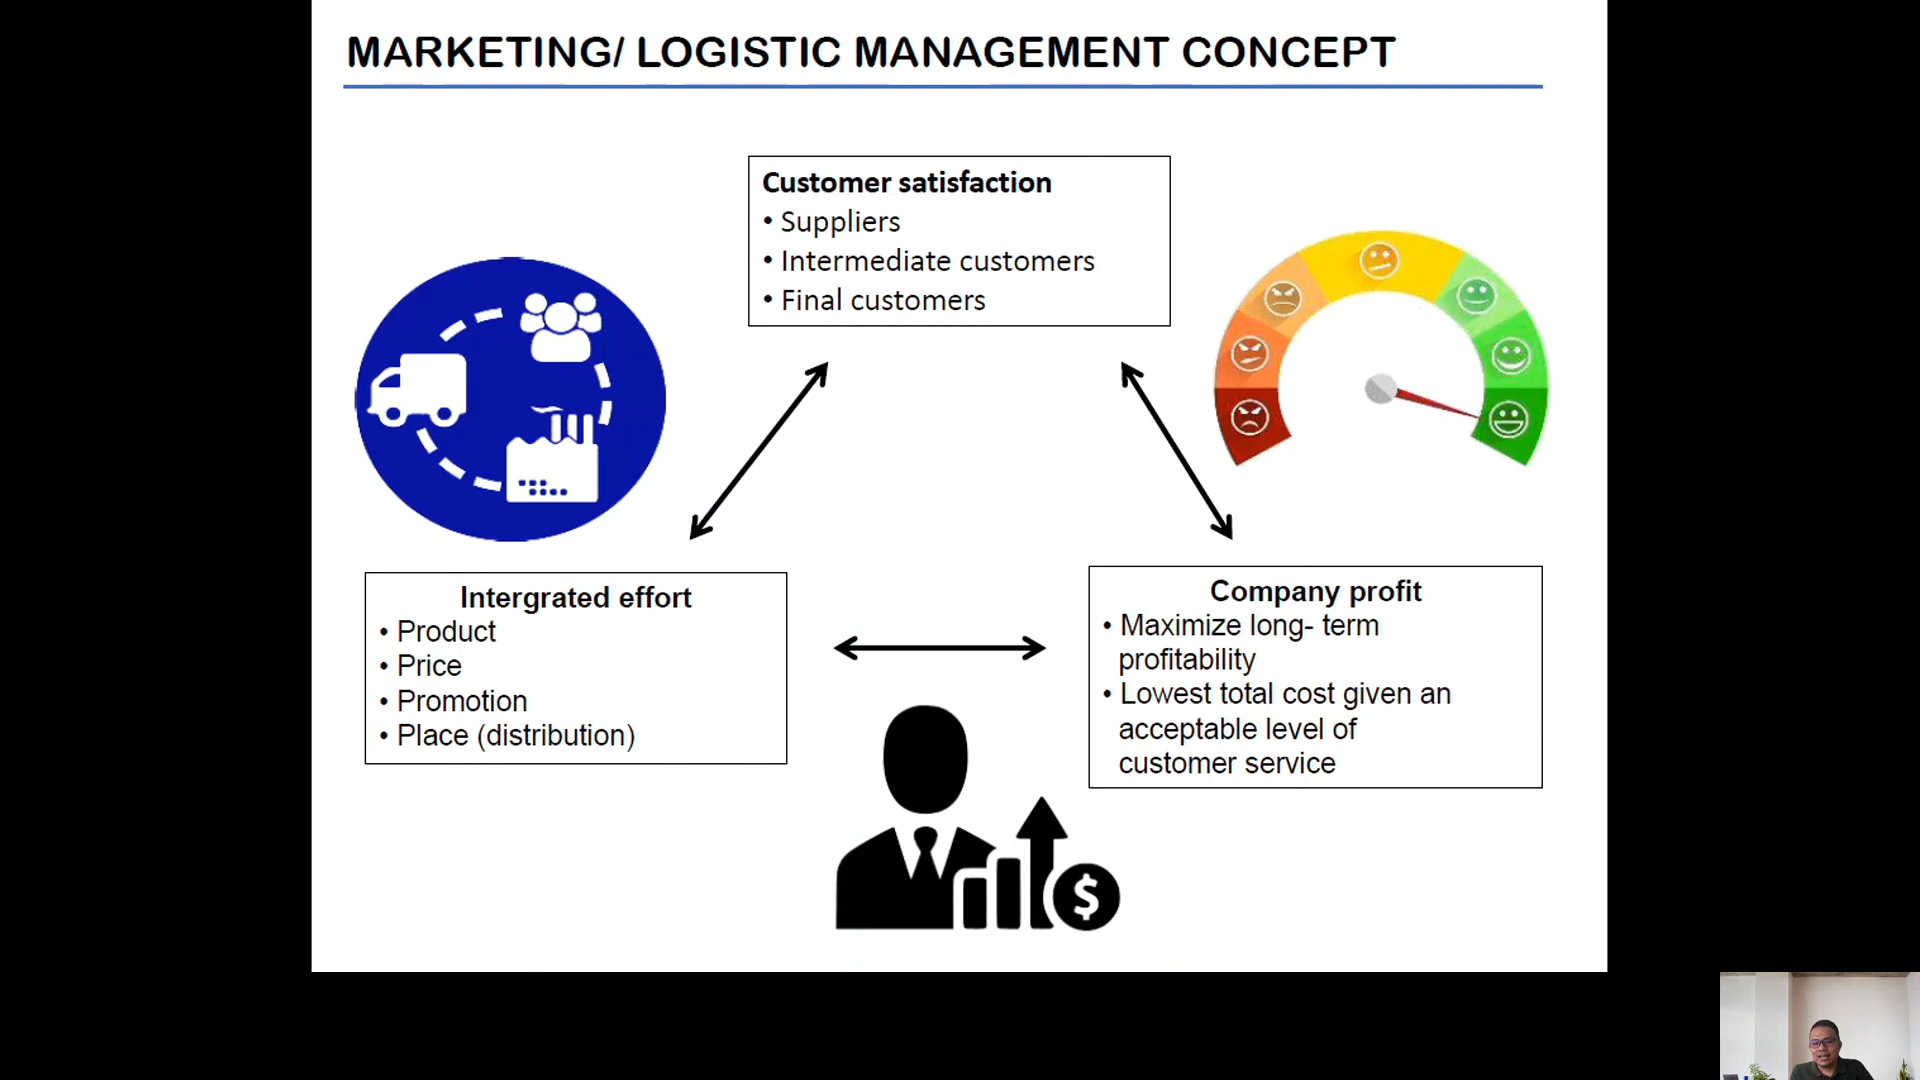 MARKETING/ LOGISTIC MANAGEMENT CONCEPT
Customer satisfaction
• Suppliers
• Intermediate customers
• Final customers
Intergrated effort
• Product
• Price
• Promotion
• Place (distribution)
Company profit
• Maximize long- term
profitability
• Lowest total cost given an
acceptable level of
customer service
$